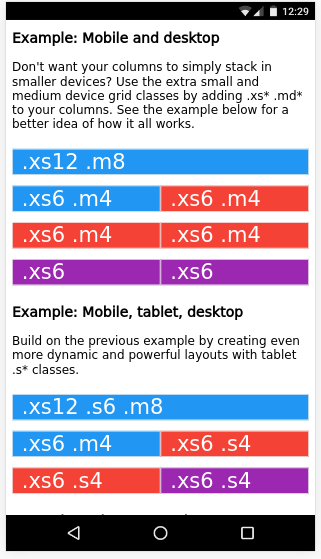 12:29
Example: Mobile and desktop
Don't want your columns to simply stack in
smaller devices? Use the extra small and
medium device grid classes by adding .xs* .md*
to your columns. See the example below for a
better idea of how it all works.
.xs12 .m8
.xs6 .m4 .xs6 .m4
.xs6 .m4 .xs6 .m4
.xs6 .xs6
Example: Mobile, tablet, desktop
Build on the previous example by creating even
more dynamic and powerful layouts with tablet
.s* classes.
.xs12 .s6 .m8
.xs6 .m4 .xs6 .s4
.xs6 .s4 .xs6 .s4